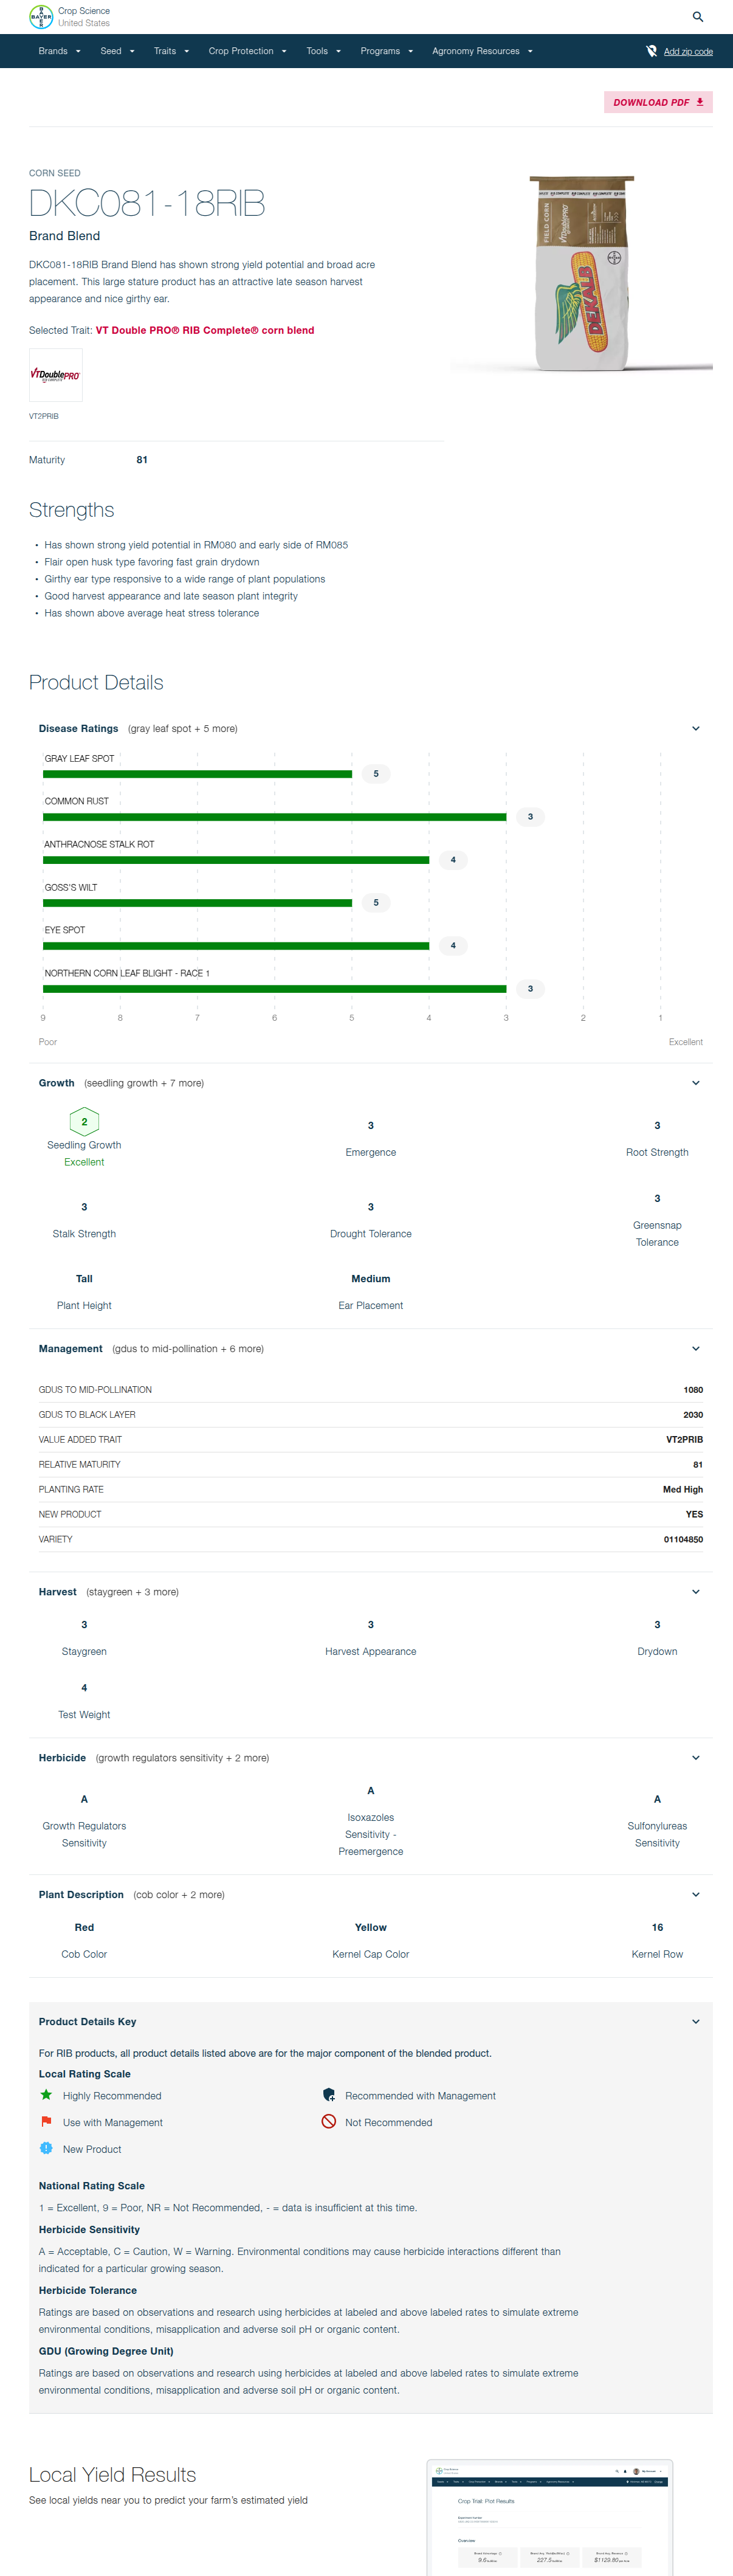 BAYER
Crop Science
United States
Brands
Seed
Traits
Crop Protection
Tools
Programs
Agronomy Resources
Add zip code
DOWNLOAD PDF
CORN SEED
DKC081-18RIB
Brand Blend
DKC081-18RIB Brand Blend has shown strong yield potential and broad acre
placement. This large stature product has an attractive late season harvest
appearance and nice girthy ear.
FIELD CORN
VTDoublePRO
DEKALB
Selected Trait: VT Double PRO® RIB Complete® corn blend
VTDoublePRO
RIB COMPLETE
VT2PRIB
Maturity 81
Strengths
• Has shown strong yield potential in RM080 and early side of RM085
• Flair open husk type favoring fast grain drydown
• Girthy ear type responsive to a wide range of plant populations
• Good harvest appearance and late season plant integrity
• Has shown above average heat stress tolerance
Product Details
Disease Ratings (gray leaf spot + 5 more)
GRAY LEAF SPOT
5
COMMON RUST
3
ANTHRACNOSE STALK ROT
4
GOSS'S WILT
5
EYE SPOT
4
NORTHERN CORN LEAF BLIGHT - RACE 1
3
9 8 7 6 5 4 3 2 1
Poor Excellent
Growth (seedling growth + 7 more)
2
Seedling Growth
Excellent
3
Emergence
3
Root Strength
3
Stalk Strength
3
Drought Tolerance
3
Greensnap
Tolerance
Tall
Plant Height
Medium
Ear Placement
Management (gdus to mid-pollination + 6 more)
GDUS TO MID-POLLINATION 1080
GDUS TO BLACK LAYER 2030
VALUE ADDED TRAIT VT2PRIB
RELATIVE MATURITY 81
PLANTING RATE Med High
NEW PRODUCT YES
VARIETY 01104850
Harvest (staygreen + 3 more)
3
Staygreen
3
Harvest Appearance
3
Drydown
4
Test Weight
Herbicide (growth regulators sensitivity + 2 more)
A
Growth Regulators
Sensitivity
A
Isoxazoles
Sensitivity -
Preemergence
A
Sulfonylureas
Sensitivity
Plant Description (cob color + 2 more)
Red
Cob Color
Yellow
Kernel Cap Color
16
Kernel Row
Product Details Key
For RIB products, all product details listed above are for the major component of the blended product.
Local Rating Scale
Highly Recommended
Recommended with Management
Use with Management
Not Recommended
New Product
National Rating Scale
1 = Excellent, 9 = Poor, NR = Not Recommended, - = data is insufficient at this time.
Herbicide Sensitivity
A = Acceptable, C = Caution, W = Warning. Environmental conditions may cause herbicide interactions different than
indicated for a particular growing season.
Herbicide Tolerance
Ratings are based on observations and research using herbicides at labeled and above labeled rates to simulate extreme
environmental conditions, misapplication and adverse soil pH or organic content.
GDU (Growing Degree Unit)
Ratings are based on observations and research using herbicides at labeled and above labeled rates to simulate extreme
environmental conditions, misapplication and adverse soil pH or organic content.
Local Yield Results
See local yields near you to predict your farm's estimated yield
Crop Trait Plot Results
Overview
9.6
227.5
$1129.80